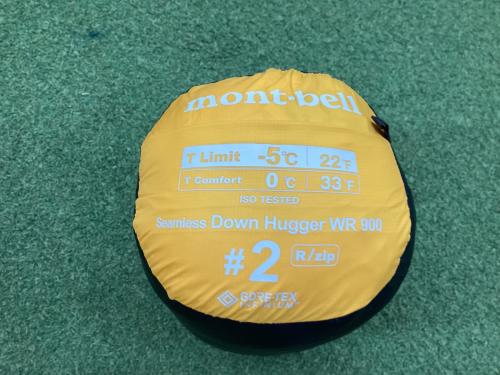 mont-bell
T Limit -5℃ 22°F
T Comfort 0℃ 33°F
ISO TESTED
Seamless Down Hugger WR 900
#2 R/zip
GORE-TEX